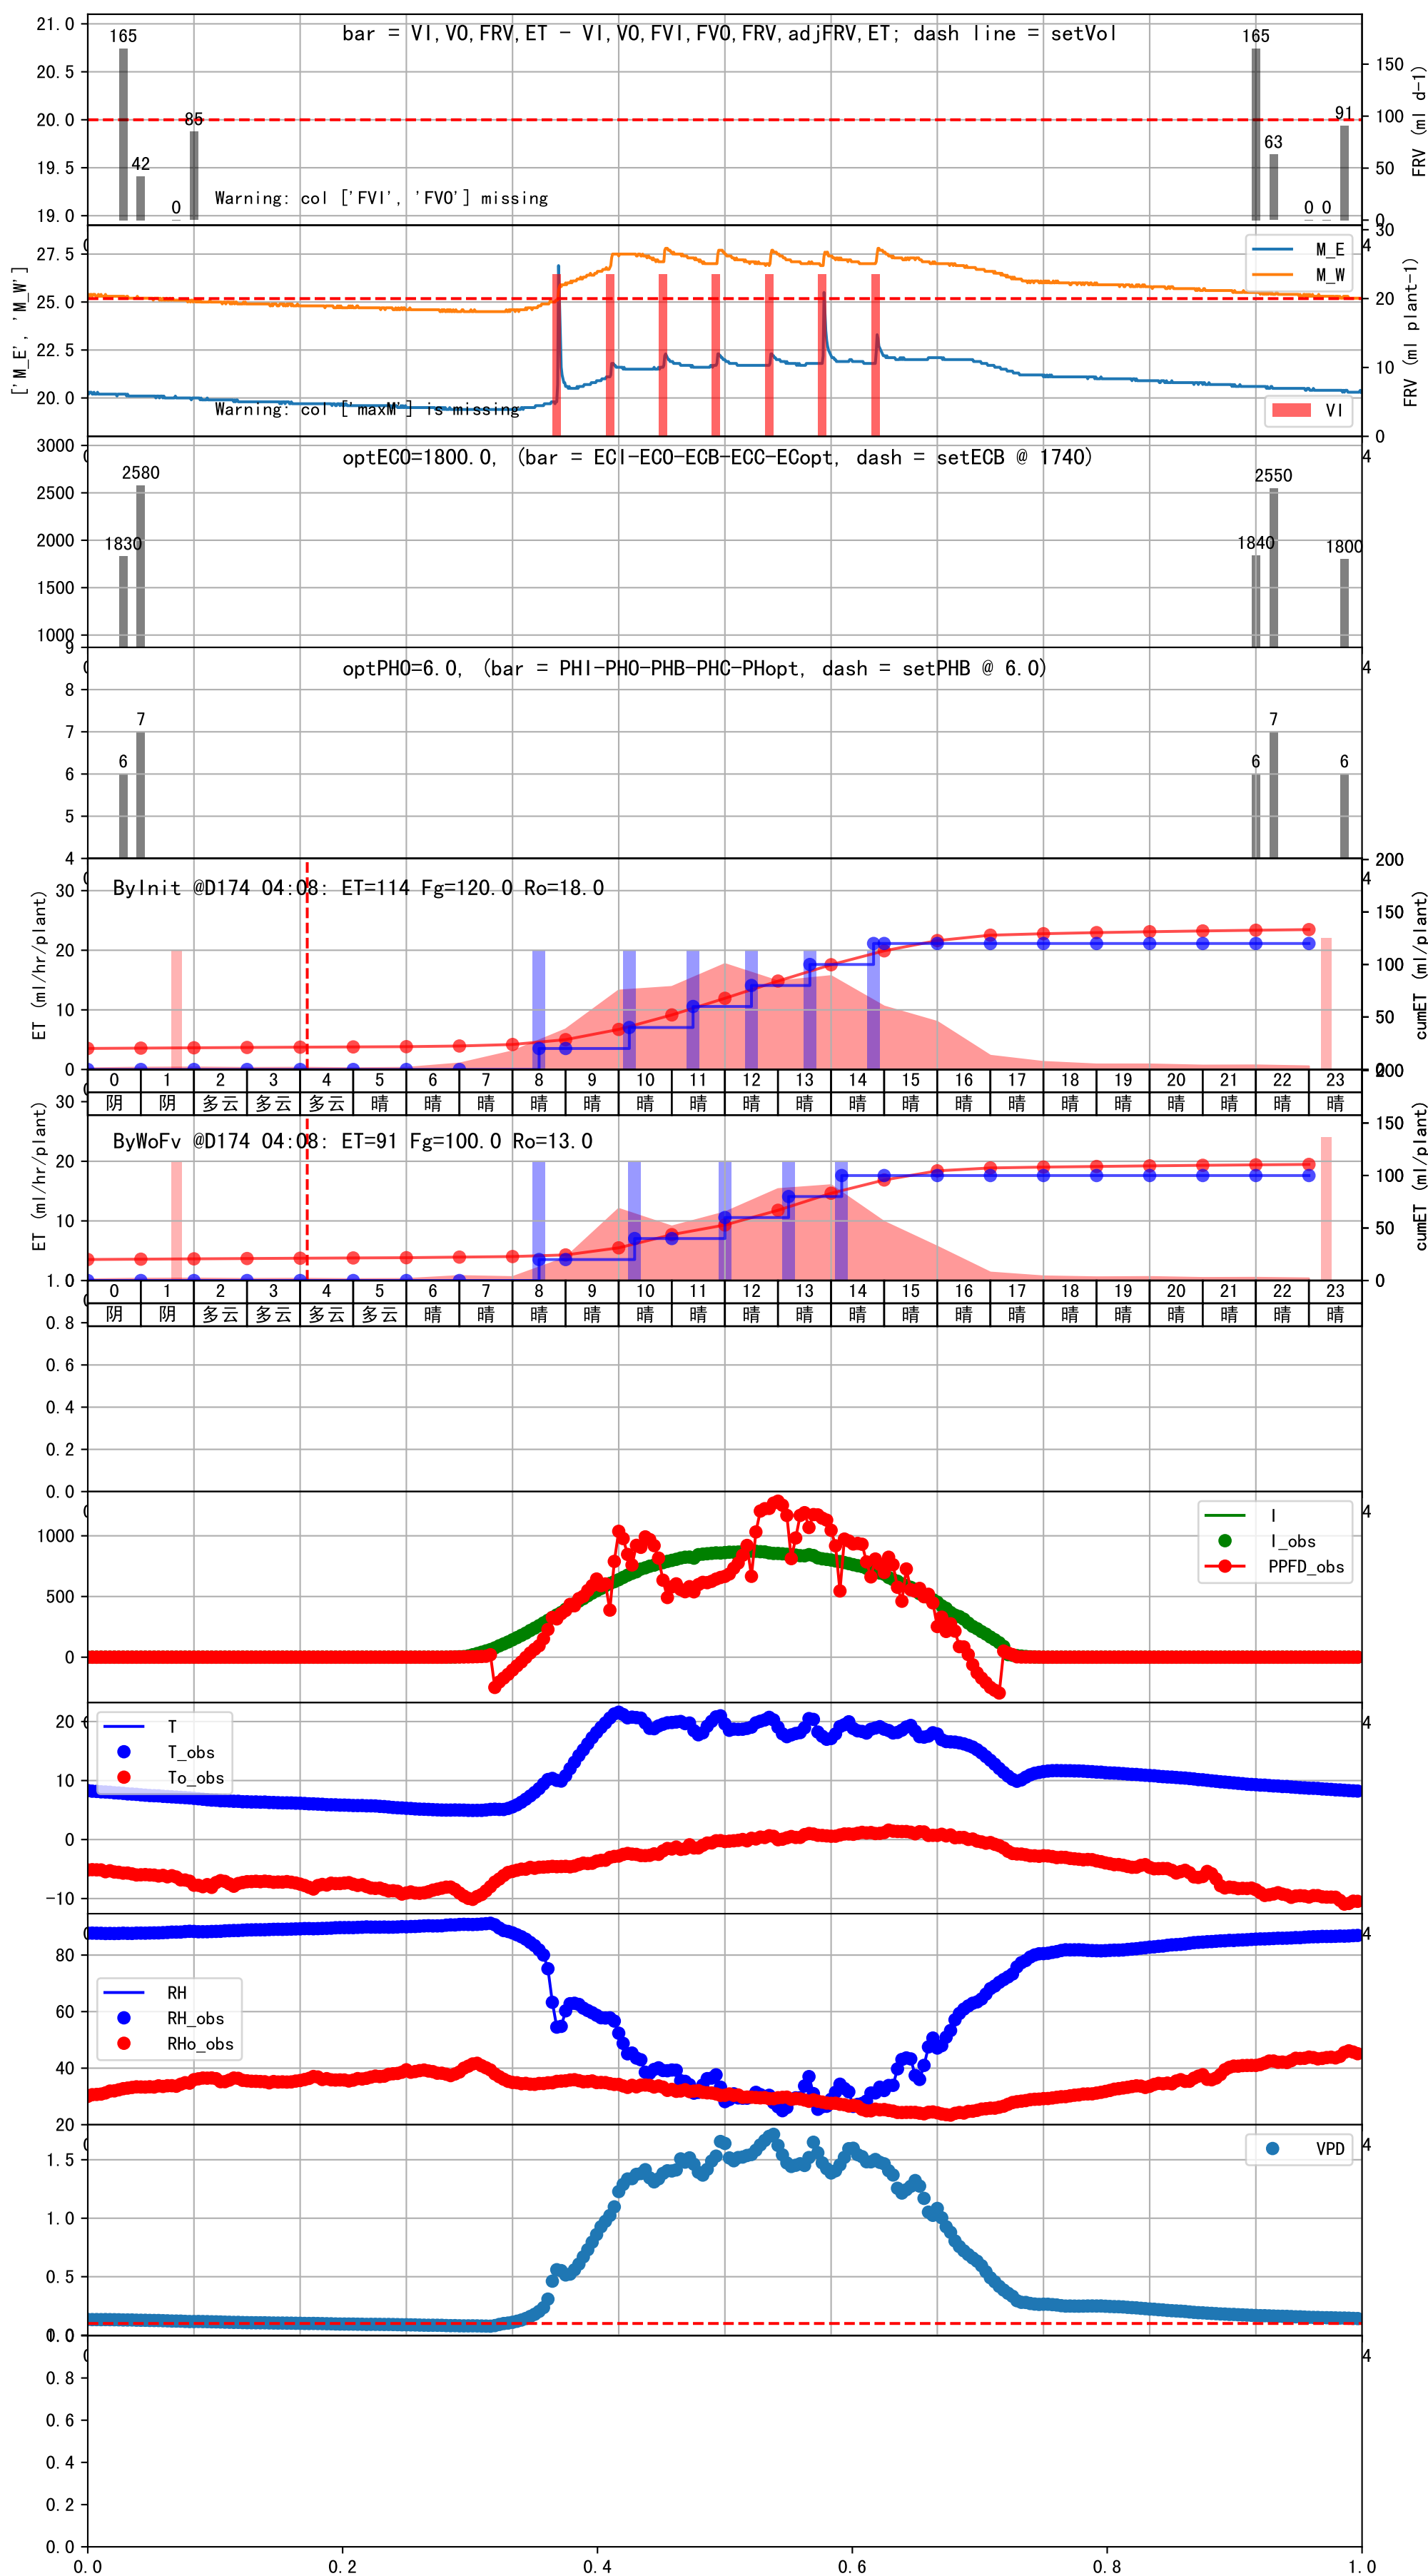 bar = VI,VO,FRV,ET - VI,VO,FVI,FVO,FRV,adjFRV,ET; dash line = setVol
21.0
20.5
20.0
19.5
19.0
165
42
0
85
165
63
0
0
91
150
100
50
0
FRV (ml d-1)
Warning: col ['FVI', 'FVO'] missing
['M_E', 'M_W']
27.5
25.0
22.5
20.0
M_E
M_W
VI
30
20
10
0
FRV (ml plant-1)
Warning: col ['maxM'] is missing
optECO=1800.0, (bar = ECI-ECO-ECB-ECC-ECopt, dash = setECB @ 1740)
3000
2500
2000
1500
1000
1830
2580
1840
2550
1800
optPHO=6.0, (bar = PHI-PHO-PHB-PHC-PHopt, dash = setPHB @ 6.0)
9
8
7
6
5
4
6
7
6
7
6
ByInit @D174 04:08: ET=114 Fg=120.0 Ro=18.0
ET (ml/hr/plant)
30
20
10
0
200
150
100
50
cumET (ml/plant)
0 1 2 3 4 5 6 7 8 9 10 11 12 13 14 15 16 17 18 19 20 21 22 23
阴 阴 多云 多云 多云 晴 晴 晴 晴 晴 晴 晴 晴 晴 晴 晴 晴 晴 晴 晴 晴 晴 晴 晴
ByWoFv @D174 04:08: ET=91 Fg=100.0 Ro=13.0
ET (ml/hr/plant)
30
20
10
200
150
100
50
0
cumET (ml/plant)
0 1 2 3 4 5 6 7 8 9 10 11 12 13 14 15 16 17 18 19 20 21 22 23
阴 阴 多云 多云 多云 多云 晴 晴 晴 晴 晴 晴 晴 晴 晴 晴 晴 晴 晴 晴 晴 晴 晴 晴
1.0
0.8
0.6
0.4
0.2
0.0
1000
500
0
I
I_obs
PPFD_obs
20
10
0
-10
T
T_obs
To_obs
80
60
40
20
RH
RH_obs
RHo_obs
1.5
1.0
0.5
0.0
VPD
1.0
0.8
0.6
0.4
0.2
0.0
0.0 0.2 0.4 0.6 0.8 1.0